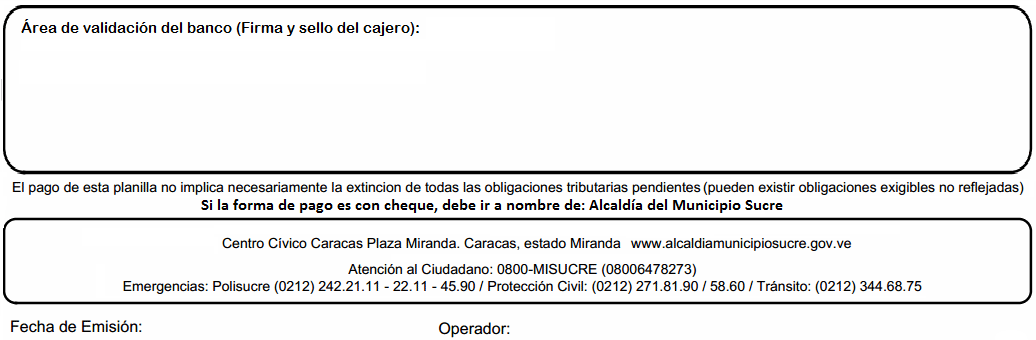 Área de validación del banco (Firma y sello del cajero):
El pago de esta planilla no implica necesariamente la extincion de todas las obligaciones tributarias pendientes (pueden existir obligaciones exigibles no reflejadas)
Si la forma de pago es con cheque, debe ir a nombre de: Alcaldía del Municipio Sucre
Centro Cívico Caracas Plaza Miranda. Caracas, estado Miranda www.alcaldiamunicipiosucre.gov.ve
Atención al Ciudadano: 0800-MISUCRE (08006478273)
Emergencias: Polisucre (0212) 242.21.11 - 22.11 - 45.90 / Protección Civil: (0212) 271.81.90 / 58.60 / Tránsito: (0212) 344.68.75
Fecha de Emisión: Operador: